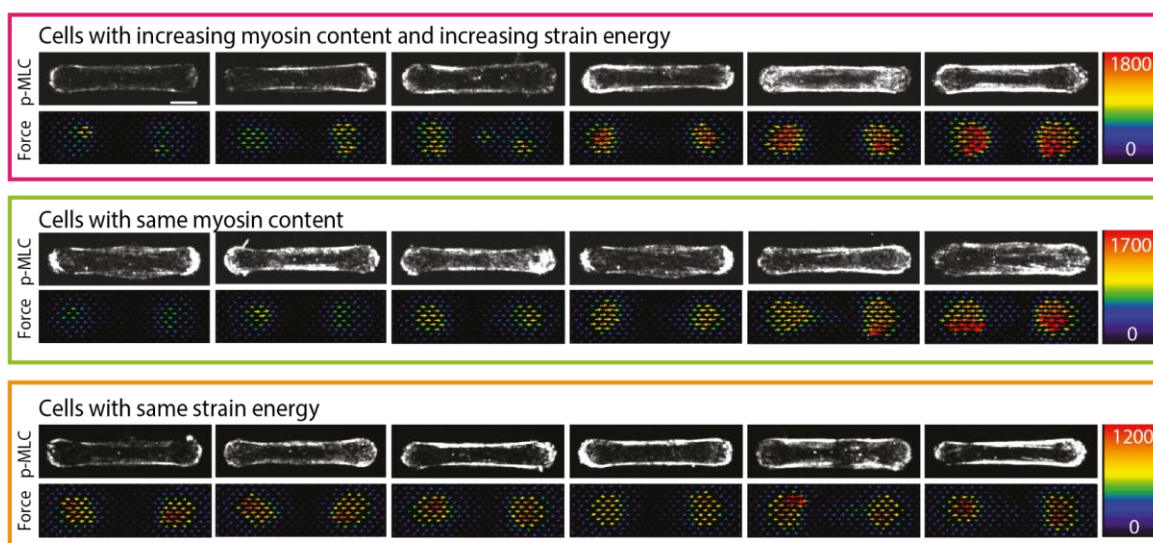 Cells with increasing myosin content and increasing strain energy
p-MLC
1800
Force
0
Cells with same myosin content
p-MLC
1700
Force
0
Cells with same strain energy
p-MLC
1200
Force
0